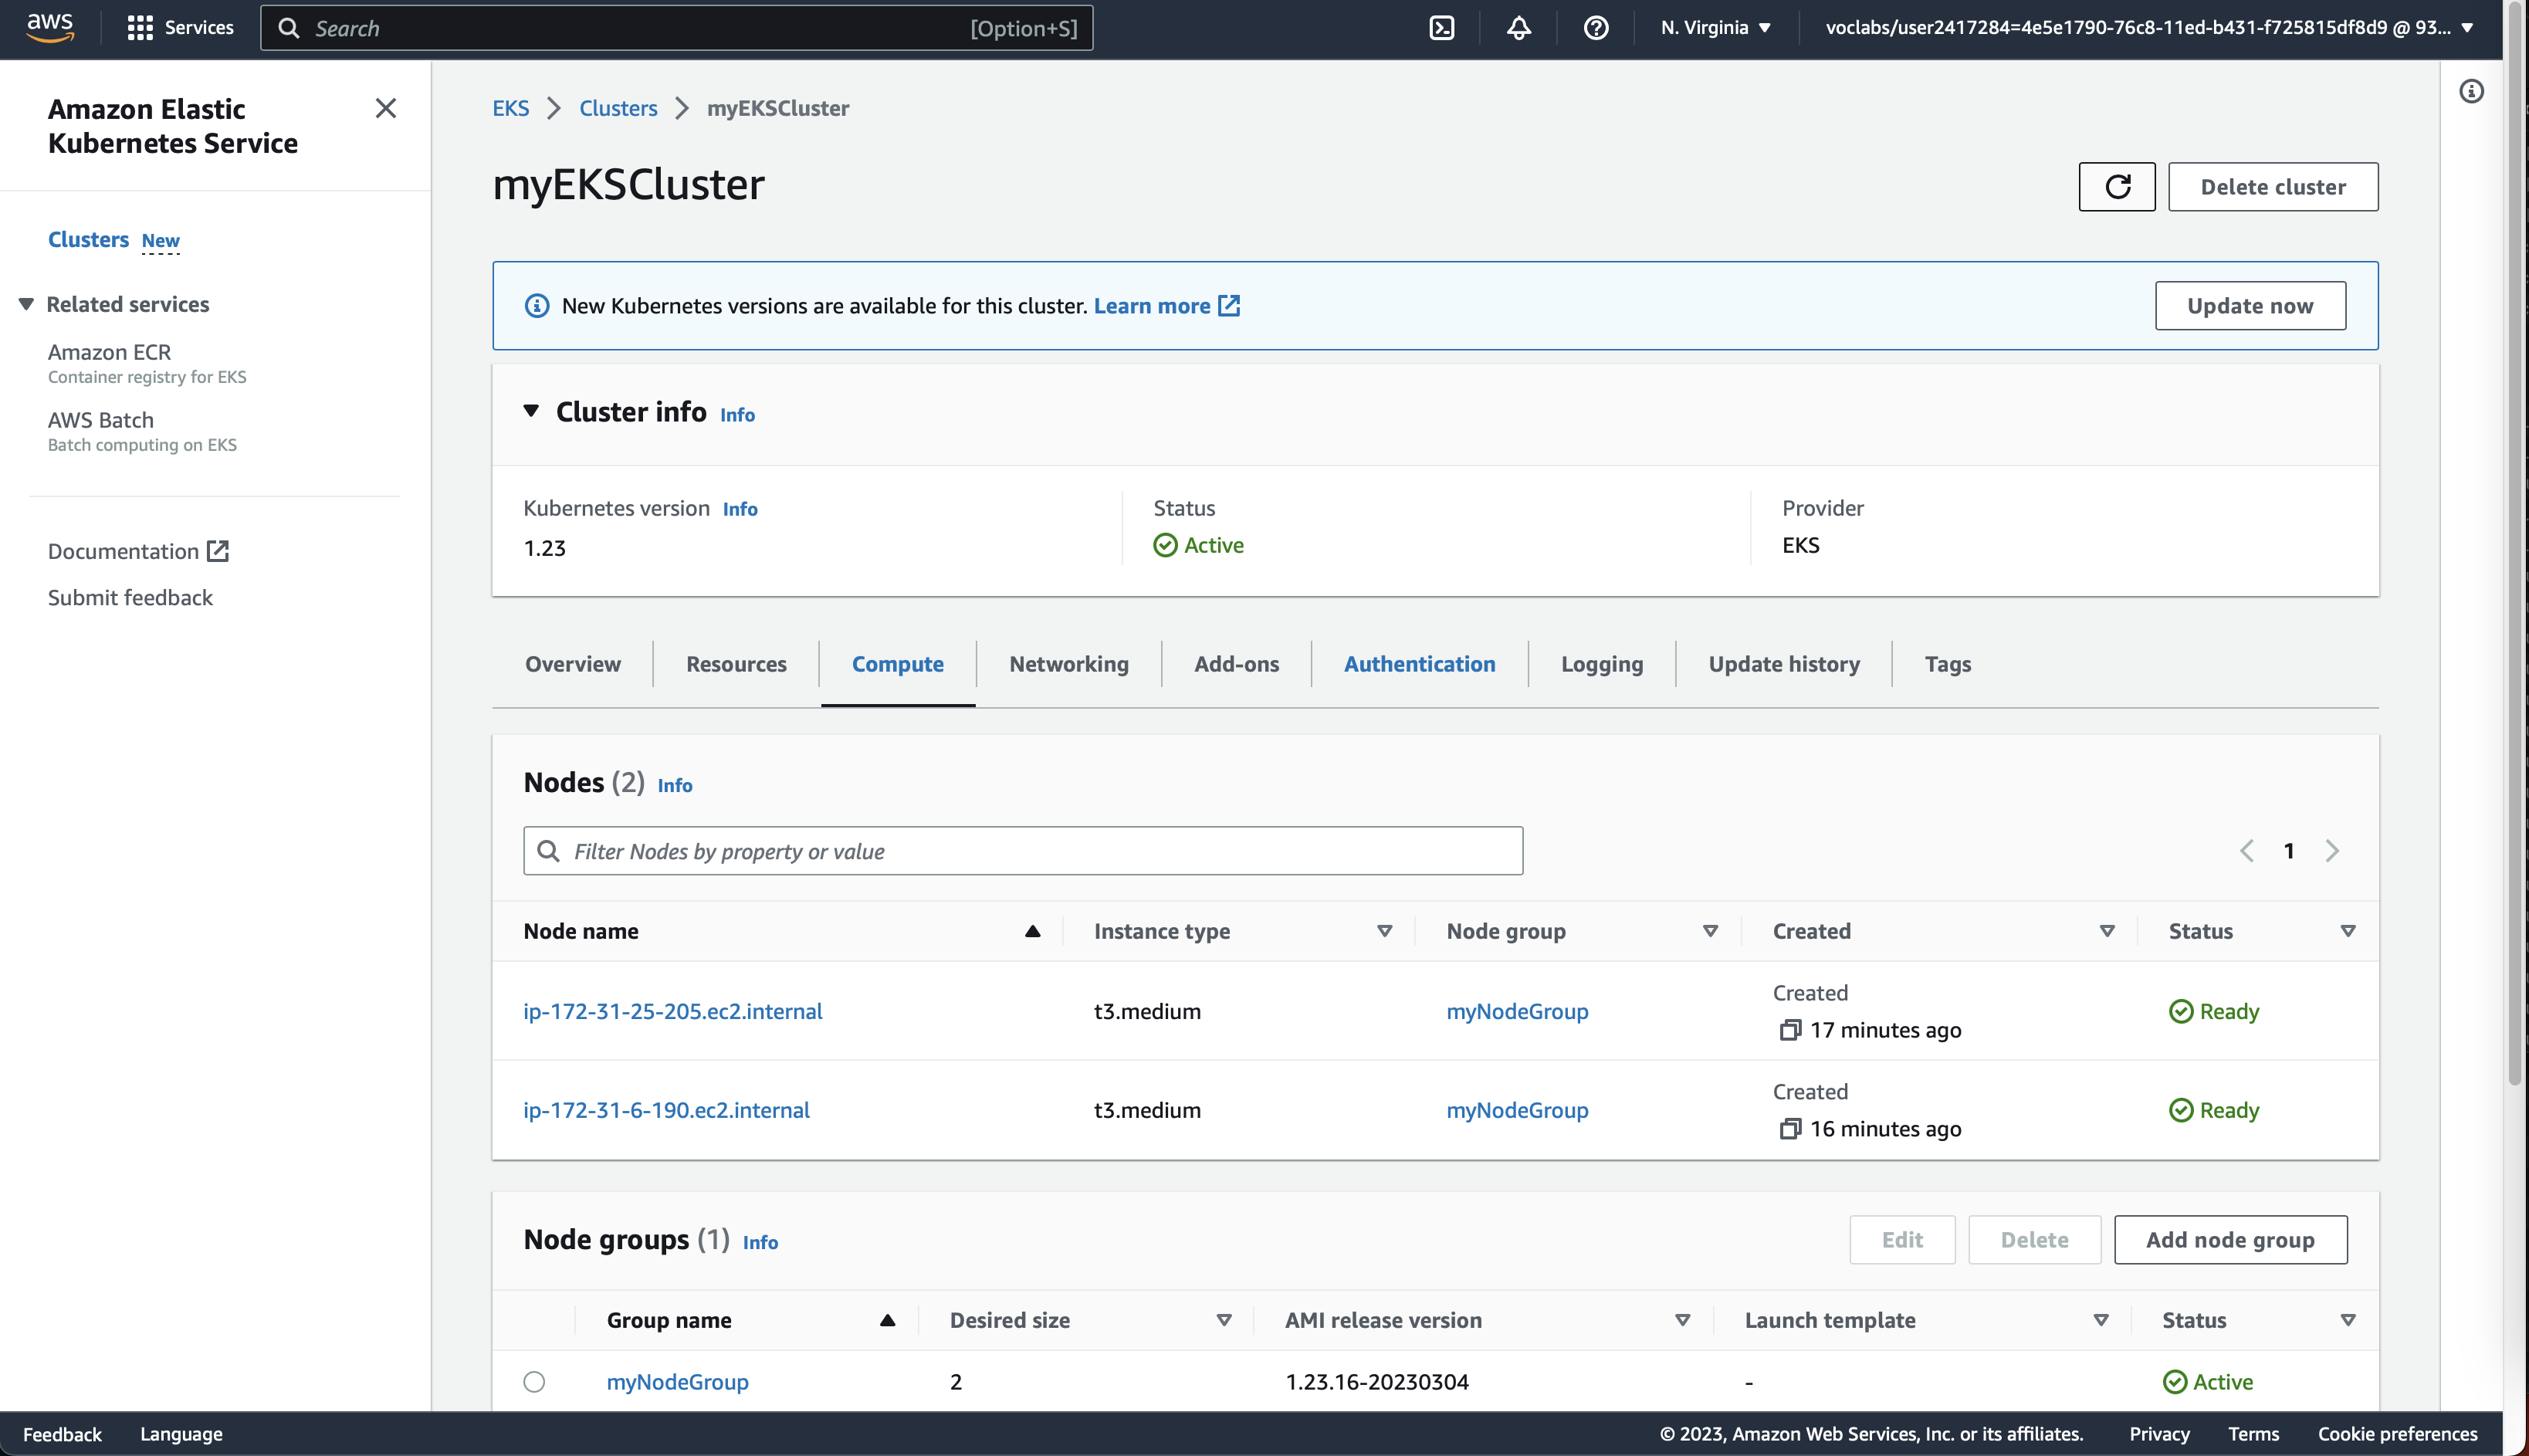 aws
Services
Search [Option+S]
N. Virginia
voclabs/user2417284=4e5e1790-76c8-11ed-b431-f725815df8d9 @ 93...
Amazon Elastic
Kubernetes Service
Clusters New
Related services
Amazon ECR
Container registry for EKS
AWS Batch
Batch computing on EKS
Documentation
Submit feedback
EKS Clusters myEKSCluster
myEKSCluster
Delete cluster
New Kubernetes versions are available for this cluster. Learn more
Update now
Cluster info Info
Kubernetes version Info
1.23
Status
Active
Provider
EKS
Overview Resources Compute Networking Add-ons Authentication Logging Update history Tags
Nodes (2) Info
Filter Nodes by property or value
1
Node name Instance type Node group Created Status
ip-172-31-25-205.ec2.internal t3.medium myNodeGroup Created 17 minutes ago Ready
ip-172-31-6-190.ec2.internal t3.medium myNodeGroup Created 16 minutes ago Ready
Node groups (1) Info
Edit Delete Add node group
Group name Desired size AMI release version Launch template Status
myNodeGroup 2 1.23.16-20230304 - Active
Feedback Language © 2023, Amazon Web Services, Inc. or its affiliates. Privacy Terms Cookie preferences